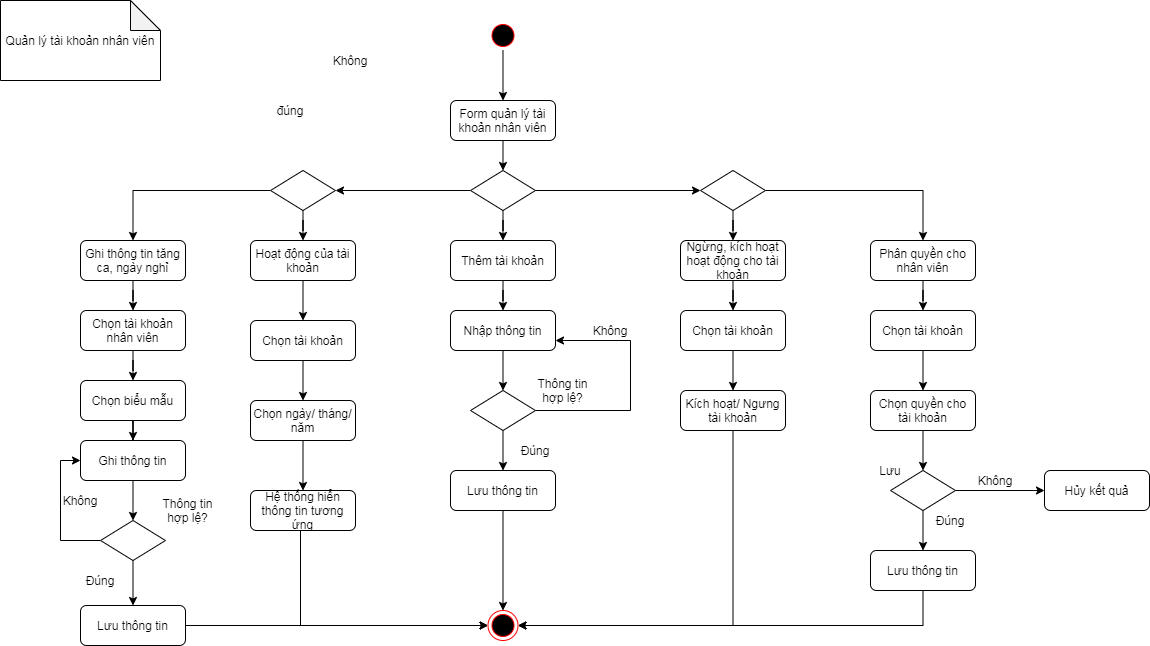 Quản lý tài khoản nhân viên
Không
đúng
Form quản lý tài
khoản nhân viên
Ghi thông tin tăng
ca, ngày nghỉ
Hoạt động của tài
khoản
Thêm tài khoản
Ngừng, kích hoạt
hoạt động cho tài
khoản
Phân quyền cho
nhân viên
Chọn tài khoản
nhân viên
Chọn tài khoản
Nhập thông tin
Không
Chọn tài khoản
Chọn tài khoản
Chọn biểu mẫu
Chọn ngày/ tháng/
năm
Thông tin
hợp lệ?
Kích hoạt/ Ngưng
tài khoản
Chọn quyền cho
tài khoản
Ghi thông tin
Đúng
Lưu
Không
Hủy kết quả
Không
Thông tin
hợp lệ?
Hệ thống hiển
thông tin tương
ứng
Lưu thông tin
Đúng
Đúng
Lưu thông tin
Lưu thông tin